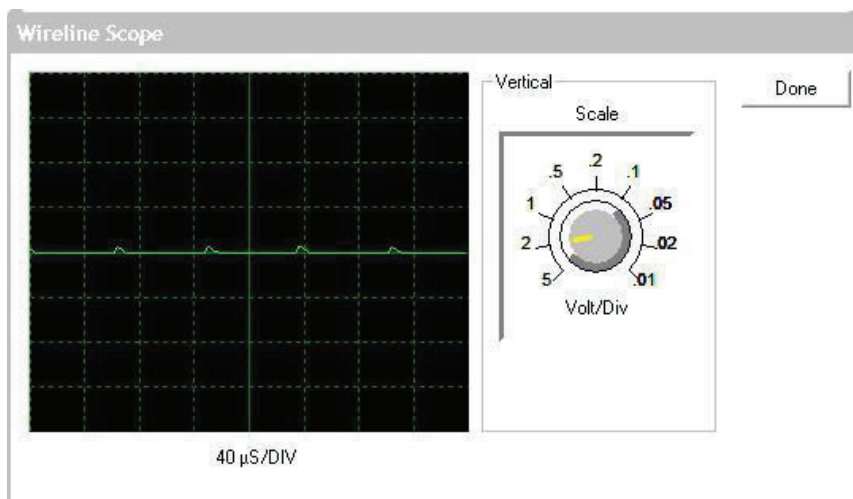 Wireline Scope
Vertical
Done
Scale
.2
.5
.1
1
.05
2
.02
5
.01
Volt/Div
40 µS/DIV